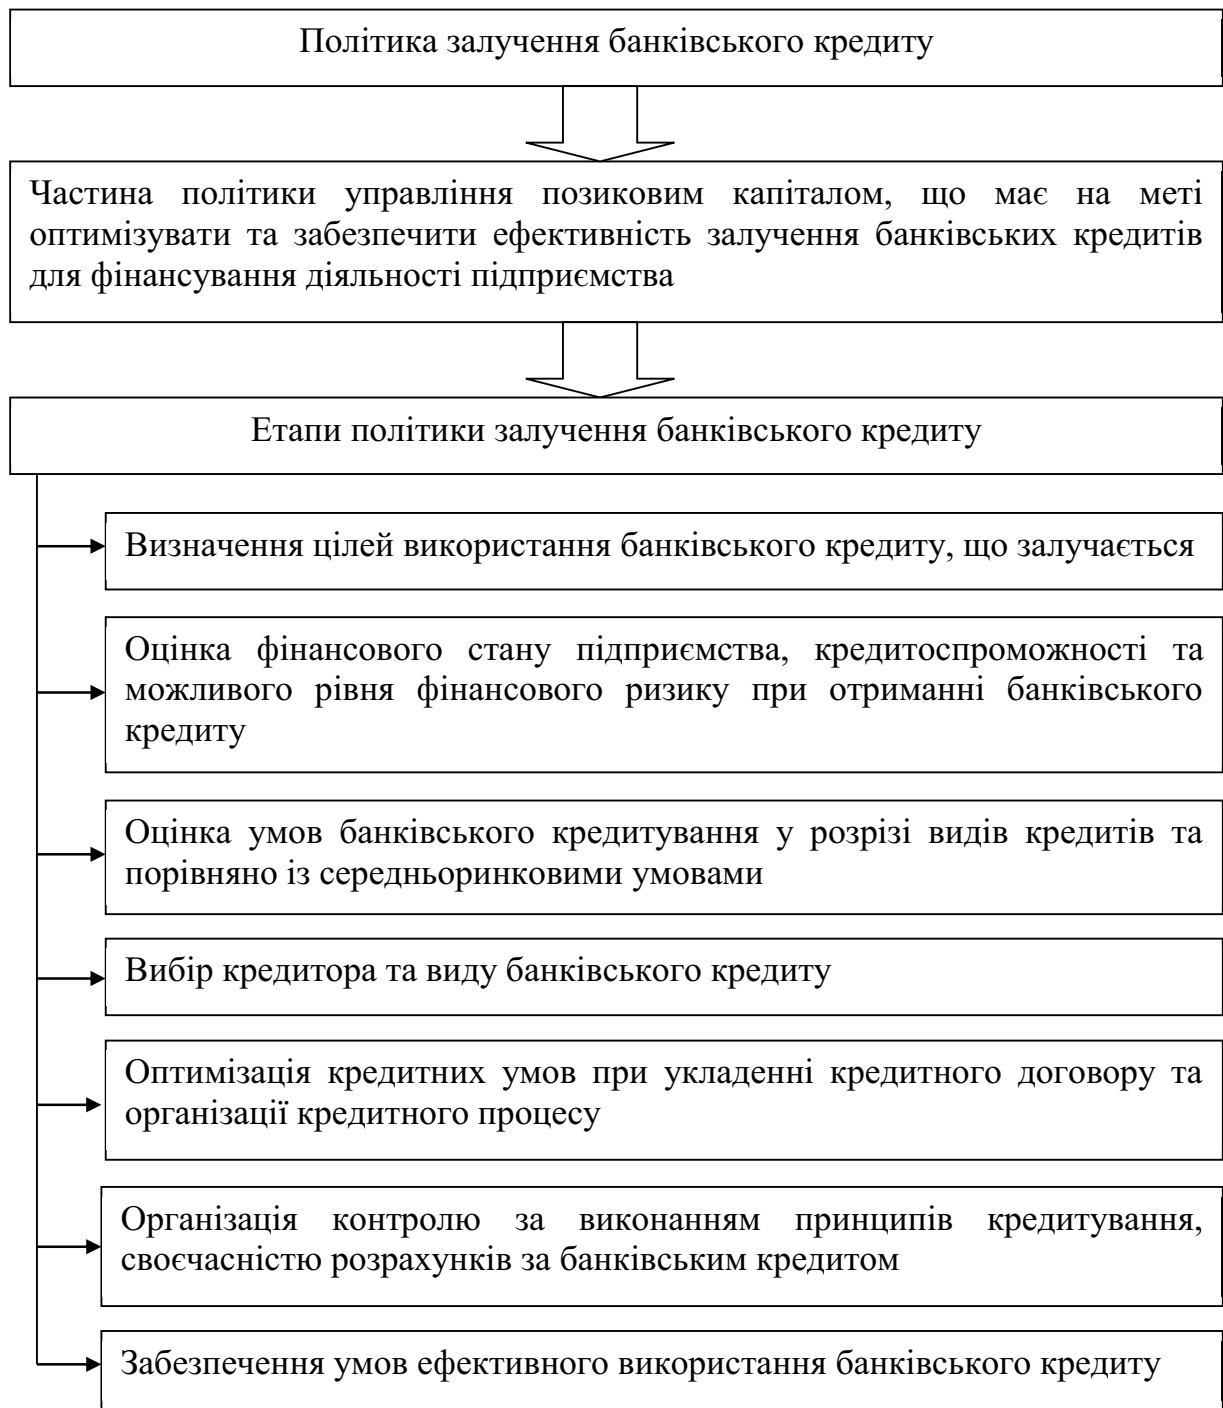 Політика залучення банківського кредиту
Частина політики управління позиковим капіталом, що має на меті
оптимізувати та забезпечити ефективність залучення банківських кредитів
для фінансування діяльності підприємства
Етапи політики залучення банківського кредиту
Визначення цілей використання банківського кредиту, що залучається
Оцінка фінансового стану підприємства, кредитоспроможності та
можливого рівня фінансового ризику при отриманні банківського
кредиту
Оцінка умов банківського кредитування у розрізі видів кредитів та
порівняно із середньоринковими умовами
Вибір кредитора та виду банківського кредиту
Оптимізація кредитних умов при укладенні кредитного договору та
організації кредитного процесу
Організація контролю за виконанням принципів кредитування,
своєчасністю розрахунків за банківським кредитом
Забезпечення умов ефективного використання банківського кредиту